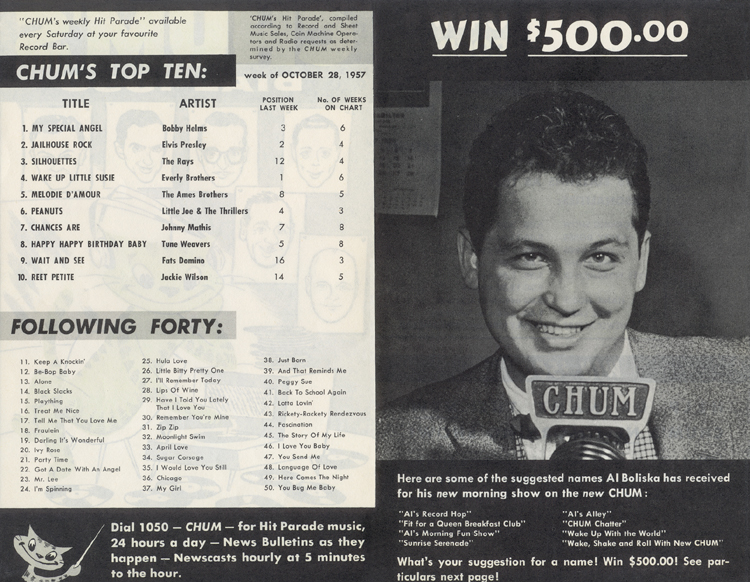 "CHUM's weekly Hit Parade" available
every Saturday at your favourite
Record Bar.
'CHUM's Hit Parade', compiled
according to Record and Sheet
Music Sales, Coin Machine Opera-
tors and Radio requests as deter-
mined by the CHUM weekly
survey.
CHUM'S TOP TEN:
week of OCTOBER 28, 1957
TITLE ARTIST POSITION LAST WEEK No. OF WEEKS ON CHART
1. MY SPECIAL ANGEL Bobby Helms 3 6
2. JAILHOUSE ROCK Elvis Presley 2 4
3. SILHOUETTES The Rays 12 4
4. WAKE UP LITTLE SUSIE Everly Brothers 1 6
5. MELODIE D'AMOUR The Ames Brothers 8 5
6. PEANUTS Little Joe & The Thrillers 4 3
7. CHANCES ARE Johnny Mathis 7 8
8. HAPPY HAPPY BIRTHDAY BABY Tune Weavers 5 8
9. WAIT AND SEE Fats Domino 16 3
10. REET PETITE Jackie Wilson 14 5
FOLLOWING FORTY:
11. Keep A Knockin'
12. Be-Bop Baby
13. Alone
14. Black Slacks
15. Plaything
16. Treat Me Nice
17. Tell Me That You Love Me
18. Fraulein
19. Darling It's Wonderful
20. Ivy Rose
21. Party Time
22. Got A Date With An Angel
23. Mr. Lee
24. I'm Spinning
25. Hula Love
26. Little Bitty Pretty One
27. I'll Remember Today
28. Lips Of Wine
29. Have I Told You Lately
That I Love You
30. Remember You're Mine
31. Zip Zip
32. Moonlight Swim
33. April Love
34. Sugar Corsage
35. I Would Love You Still
36. Chicago
37. My Girl
38. Just Born
39. And That Reminds Me
40. Peggy Sue
41. Back To School Again
42. Lotta Lovin'
43. Rickety-Rackety Rendezvous
44. Fascination
45. The Story Of My Life
46. I Love You Baby
47. You Send Me
48. Language Of Love
49. Here Comes The Night
50. You Bug Me Baby
Dial 1050 — CHUM — for Hit Parade music,
24 hours a day — News Bulletins as they
happen — Newscasts hourly at 5 minutes
to the hour.
WIN $500.00
CHUM
Here are some of the suggested names Al Boliska has received
for his new morning show on the new CHUM:
"Al's Record Hop"
"Fit for a Queen Breakfast Club"
"Al's Morning Fun Show"
"Sunrise Serenade"
"Al's Alley"
"CHUM Chatter"
"Wake Up With the World"
"Wake, Shake and Roll With New CHUM"
What's your suggestion for a name! Win $500.00! See par-
ticulars next page!